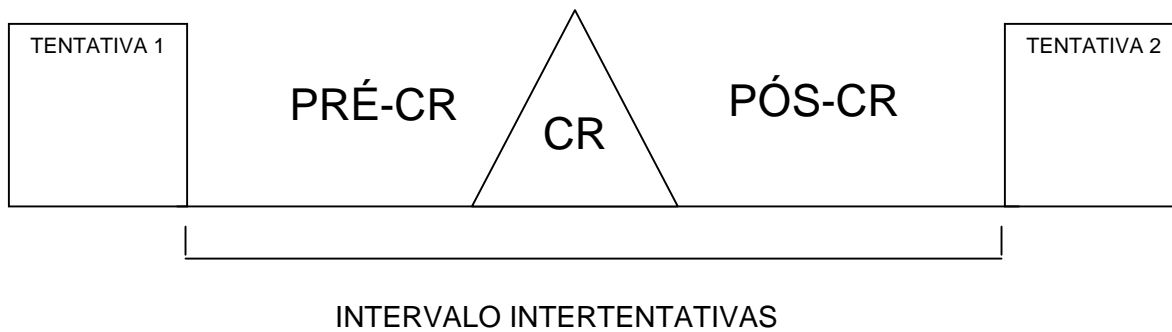 TENTATIVA 1
PRÉ-CR
CR
PÓS-CR
TENTATIVA 2
INTERVALO INTERTENTATIVAS